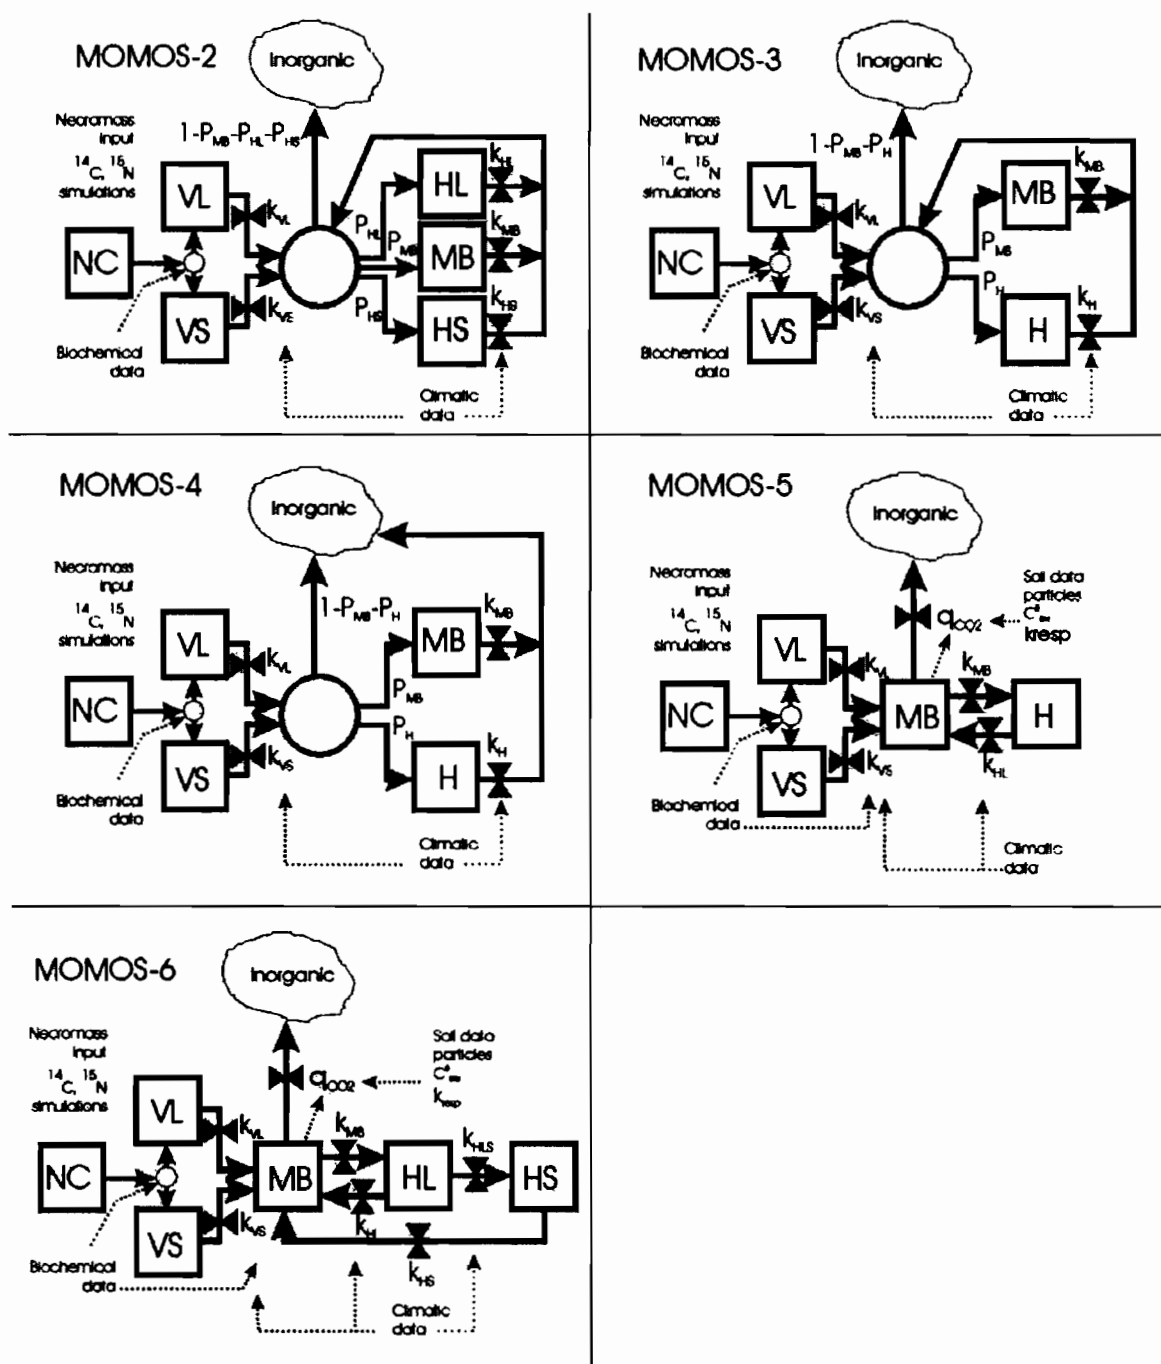 MOMOS-2
Inorganic
Necromass
input
14C, 15N
simulations
1-PMB-PHL-PHS
VL
kVL
NC
VS
kVS
Biochemical
data
PHL
PMB
PHS
HL
kHL
MB
kMB
HS
kHS
Climatic
data
MOMOS-3
Inorganic
Necromass
input
14C, 15N
simulations
1-PMB-PH
VL
kVL
NC
VS
kVS
Biochemical
data
PMB
PH
MB
kMB
H
kH
Climatic
data
MOMOS-4
Inorganic
Necromass
input
14C, 15N
simulations
1-PMB-PH
VL
kVL
NC
VS
kVS
Biochemical
data
PMB
PH
MB
kMB
H
kH
Climatic
data
MOMOS-5
Inorganic
Necromass
input
14C, 15N
simulations
Soil data
particles
kresp
qCO2
VL
kVL
NC
VS
kVS
MB
kMB
H
kHL
Biochemical
data
Climatic
data
MOMOS-6
Inorganic
Necromass
input
14C, 15N
simulations
Soil data
particles
kresp
qCO2
VL
kVL
NC
VS
kVS
MB
kMB
HL
kHLS
HS
kHS
Biochemical
data
Climatic
data